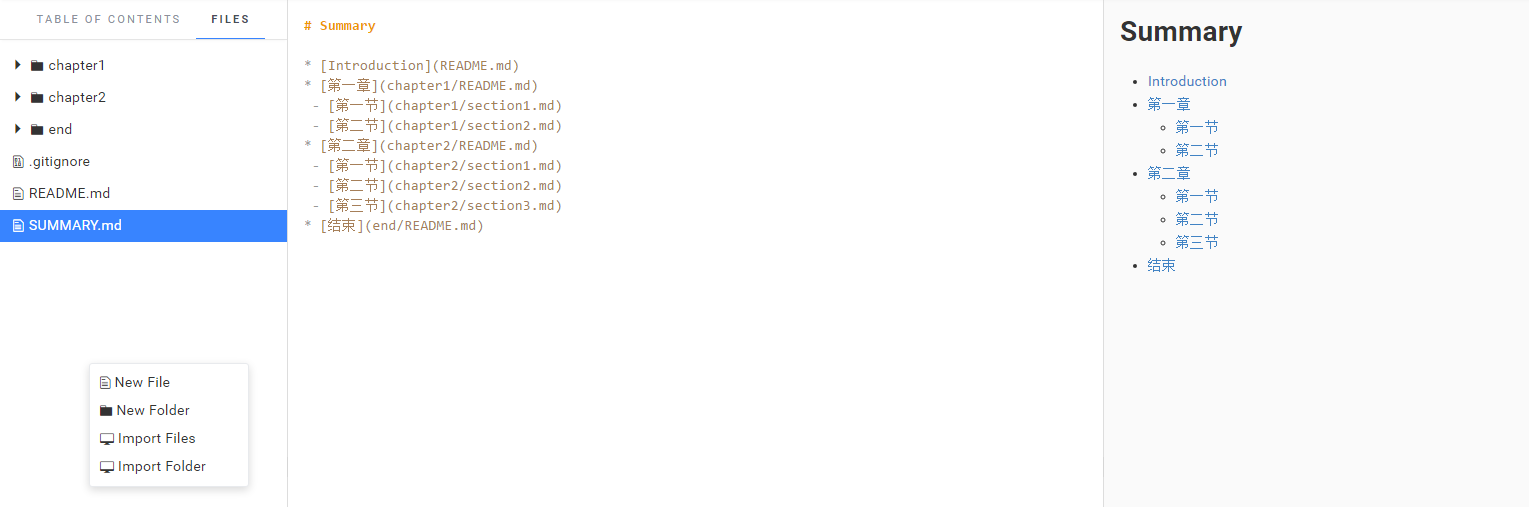 TABLE OF CONTENTS FILES
chapter1
chapter2
end
.gitignore
README.md
SUMMARY.md
New File
New Folder
Import Files
Import Folder
# Summary
* [Introduction](README.md)
* [第一章](chapter1/README.md)
- [第一节](chapter1/section1.md)
- [第二节](chapter1/section2.md)
* [第二章](chapter2/README.md)
- [第一节](chapter2/section1.md)
- [第二节](chapter2/section2.md)
- [第三节](chapter2/section3.md)
* [结束](end/README.md)
Summary
Introduction
第一章
第一节
第二节
第二章
第一节
第二节
第三节
结束